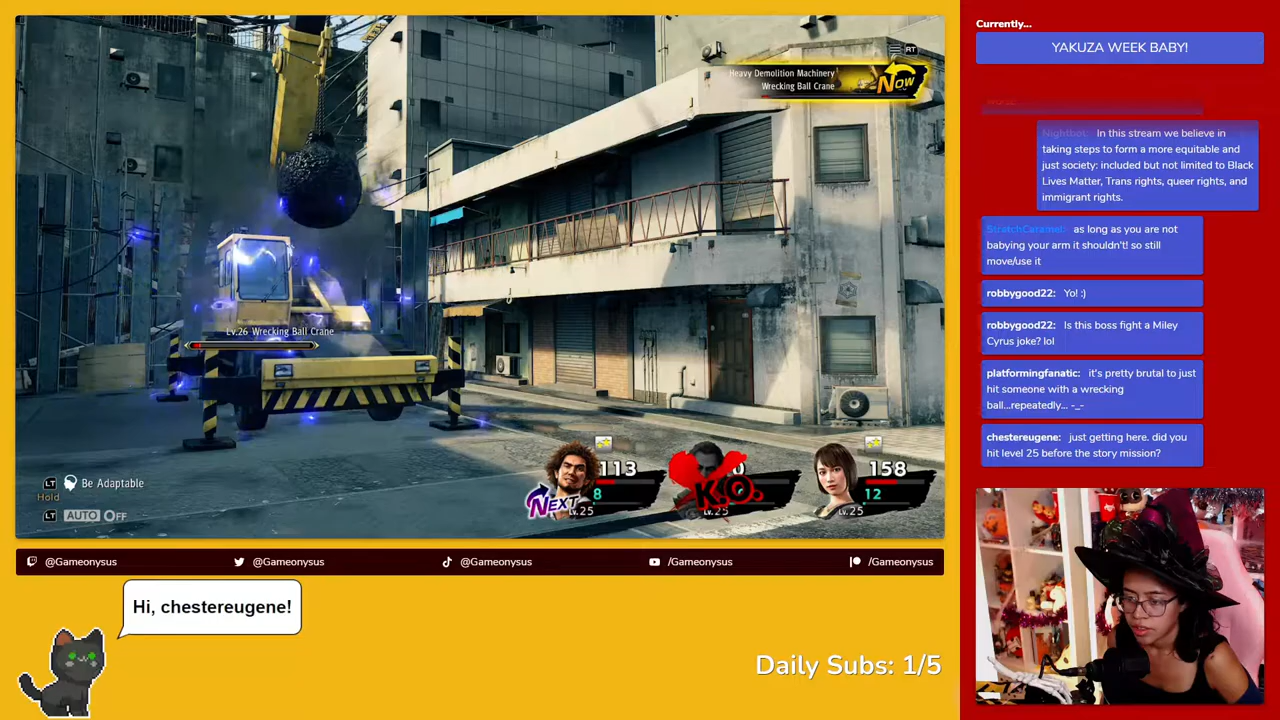 Heavy Demolition Machinery
Wrecking Ball Crane
RT
NOW
Lv.26 Wrecking Ball Crane
LT Be Adaptable
Hold
LT AUTO OFF
NEXT
113
8
Lv.25
K.O.
0
Lv.25
158
12
Lv.25
Currently...
YAKUZA WEEK BABY!
Nightbot: In this stream we believe in
taking steps to form a more equitable and
just society: included but not limited to Black
Lives Matter, Trans rights, queer rights, and
immigrant rights.
StretchCaramel: as long as you are not
babying your arm it shouldn't! so still
move/use it
robbygood22: Yo! :)
robbygood22: Is this boss fight a Miley
Cyrus joke? lol
platformingfanatic: it's pretty brutal to just
hit someone with a wrecking
ball...repeatedly... -_-
chestereugene: just getting here. did you
hit level 25 before the story mission?
@Gameonysus @Gameonysus @Gameonysus /Gameonysus /Gameonysus
Hi, chestereugene!
Daily Subs: 1/5